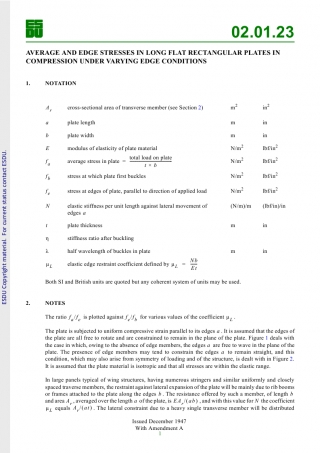 ESDU
02.01.23
AVERAGE AND EDGE STRESSES IN LONG FLAT RECTANGULAR PLATES IN
COMPRESSION UNDER VARYING EDGE CONDITIONS
1. NOTATION
A_r cross-sectional area of transverse member (see Section 2) m² in²
a plate length m in
b plate width m in
E modulus of elasticity of plate material N/m² lbf/in²
f_a average stress in plate = total load on plate / t × b N/m² lbf/in²
f_b stress at which plate first buckles N/m² lbf/in²
f_e stress at edges of plate, parallel to direction of applied load N/m² lbf/in²
N elastic stiffness per unit length against lateral movement of (N/m)/m (lbf/in)/in
edges a
t plate thickness m in
η stiffness ratio after buckling
λ half wavelength of buckles in plate m in
μ_L elastic edge restraint coefficient defined by μ_L = Nb / Et
Both SI and British units are quoted but any coherent system of units may be used.
2. NOTES
The ratio f_a/f_e is plotted against f_e/f_b for various values of the coefficient μ_L.
The plate is subjected to uniform compressive strain parallel to its edges a. It is assumed that the edges of
the plate are all free to rotate and are constrained to remain in the plane of the plate. Figure 1 deals with
the case in which, owing to the absence of edge members, the edges a are free to wave in the plane of the
plate. The presence of edge members may tend to constrain the edges a to remain straight, and this
condition, which may also arise from symmetry of loading and of the structure, is dealt with in Figure 2.
It is assumed that the plate material is isotropic and that all stresses are within the elastic range.
In large panels typical of wing structures, having numerous stringers and similar uniformly and closely
spaced traverse members, the restraint against lateral expansion of the plate will be mainly due to rib booms
or frames attached to the plate along the edges b. The resistance offered by such a member, of length b
and area A_r, averaged over the length a of the plate, is EA_r/(ab), and with this value for N the coefficient
μ_L equals A_r/(at). The lateral constraint due to a heavy single transverse member will be distributed
Issued December 1947
With Amendment A
1
ESDU Copyright material. For current status contact ESDU.